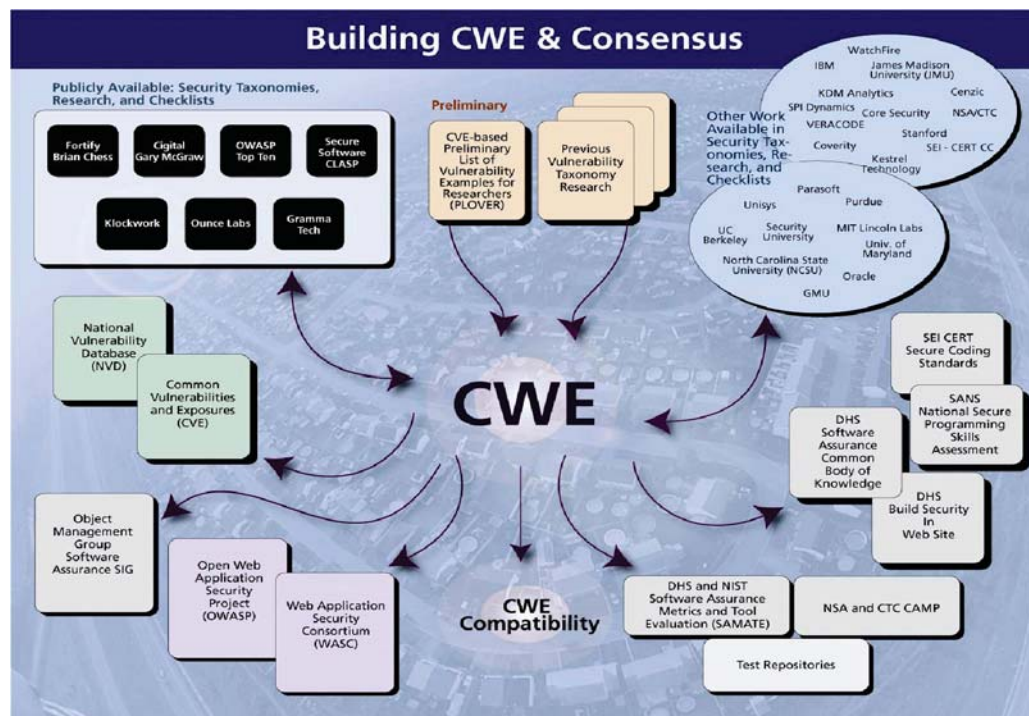 Building CWE & Consensus
Publicly Available: Security Taxonomies,
Research, and Checklists
Fortify
Brian Chess
Cigital
Gary McGraw
OWASP
Top Ten
Secure
Software
CLASP
Klockwork
Ounce Labs
Gramma
Tech
Preliminary
CVE-based
Preliminary
List of
Vulnerability
Examples for
Researchers
(PLOVER)
Previous
Vulnerability
Taxonomy
Research
Other Work
Available in
Security Tax-
onomies, Re-
search, and
Checklists
WatchFire
IBM
James Madison
University (JMU)
KDM Analytics
Cenzic
SPI Dynamics
Core Security
NSA/CTC
VERACODE
Stanford
Coverity
SEI - CERT CC
Kestrel
Technology
Parasoft
Unisys
Purdue
UC
Berkeley
Security
University
MIT Lincoln Labs
Univ. of
Maryland
North Carolina State
University (NCSU)
Oracle
GMU
National
Vulnerability
Database
(NVD)
Common
Vulnerabilities
and Exposures
(CVE)
CWE
SEI CERT
Secure Coding
Standards
SANS
National Secure
Programming
Skills
Assessment
DHS
Software
Assurance
Common
Body of
Knowledge
DHS
Build Security
In
Web Site
Object
Management
Group
Software
Assurance SIG
Open Web
Application
Security
Project
(OWASP)
Web Application
Security
Consortium
(WASC)
CWE
Compatibility
DHS and NIST
Software Assurance
Metrics and Tool
Evaluation (SAMATE)
NSA and CTC CAMP
Test Repositories